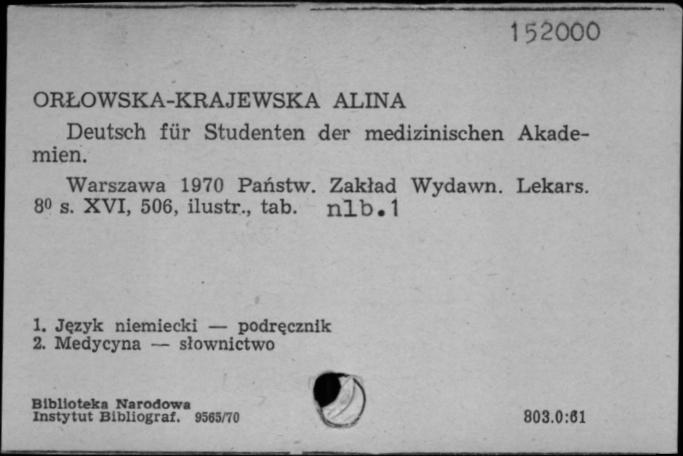 152000
ORŁOWSKA-KRAJEWSKA ALINA
Deutsch für Studenten der medizinischen Akade-
mien.
Warszawa 1970 Państw. Zakład Wydawn. Lekars.
8⁰ s. XVI, 506, ilustr., tab. nlb.1
1. Język niemiecki — podręcznik
2. Medycyna — słownictwo
Biblioteka Narodowa
Instytut Bibliograf. 9565/70 803.0:61